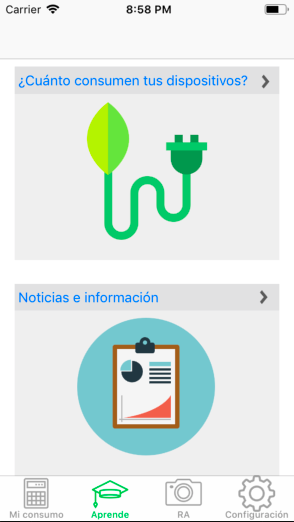 Carrier 8:58 PM
¿Cuánto consumen tus dispositivos?
Noticias e información
Mi consumo Aprende RA Configuración